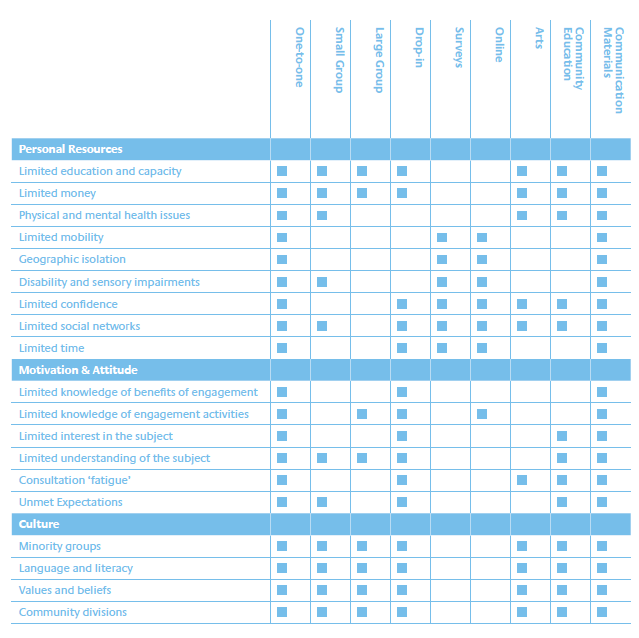 One-to-one
Small Group
Large Group
Drop-in
Surveys
Online
Arts
Community
Education
Communication
Materials
Personal Resources
Limited education and capacity
Limited money
Physical and mental health issues
Limited mobility
Geographic isolation
Disability and sensory impairments
Limited confidence
Limited social networks
Limited time
Motivation & Attitude
Limited knowledge of benefits of engagement
Limited knowledge of engagement activities
Limited interest in the subject
Limited understanding of the subject
Consultation 'fatigue'
Unmet Expectations
Culture
Minority groups
Language and literacy
Values and beliefs
Community divisions